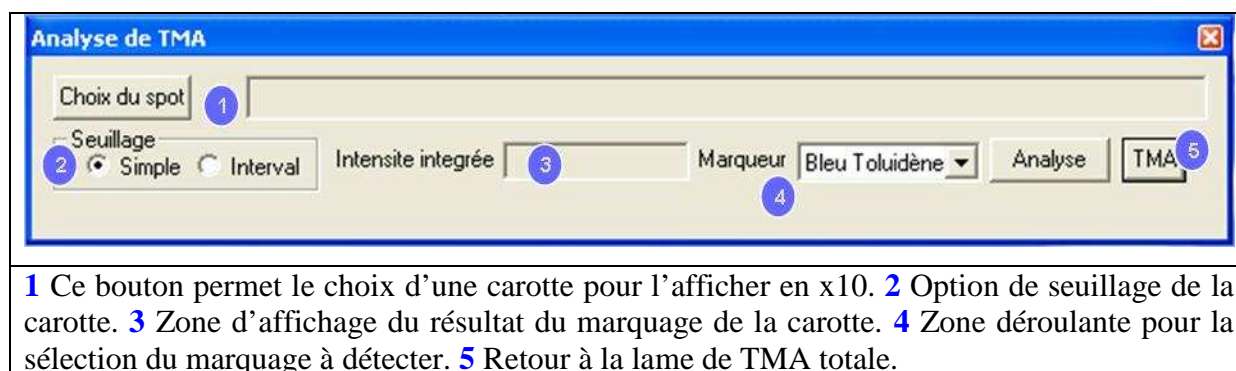 Analyse de TMA
Choix du spot 1
Seuillage
2 Simple Interval Intensite integrée 3 Marqueur Bleu Toluidène Analyse TMA 5
4
1 Ce bouton permet le choix d’une carotte pour l’afficher en x10. 2 Option de seuillage de la
carotte. 3 Zone d’affichage du résultat du marquage de la carotte. 4 Zone déroulante pour la
sélection du marquage à détecter. 5 Retour à la lame de TMA totale.